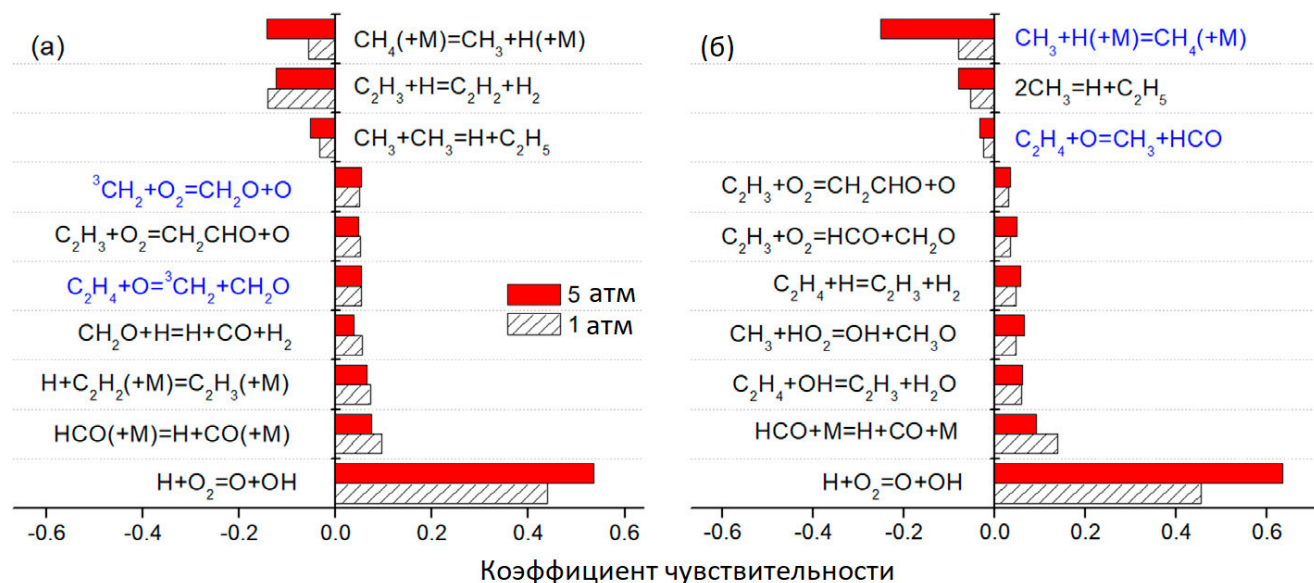 (а)
CH₄(+M)=CH₃+H(+M)
C₂H₃+H=C₂H₂+H₂
CH₃+CH₃=H+C₂H₅
³CH₂+O₂=CH₂O+O
C₂H₃+O₂=CH₂CHO+O
C₂H₄+O=³CH₂+CH₂O
CH₂O+H=H+CO+H₂
H+C₂H₂(+M)=C₂H₃(+M)
HCO(+M)=H+CO(+M)
H+O₂=O+OH
5 атм
1 атм
-0.6 -0.4 -0.2 0.0 0.2 0.4 0.6
(б)
CH₃+H(+M)=CH₄(+M)
2CH₃=H+C₂H₅
C₂H₄+O=CH₃+HCO
C₂H₃+O₂=CH₂CHO+O
C₂H₃+O₂=HCO+CH₂O
C₂H₄+H=C₂H₃+H₂
CH₃+HO₂=OH+CH₃O
C₂H₄+OH=C₂H₃+H₂O
HCO+M=H+CO+M
H+O₂=O+OH
-0.6 -0.4 -0.2 0.0 0.2 0.4 0.6
Коэффициент чувствительности